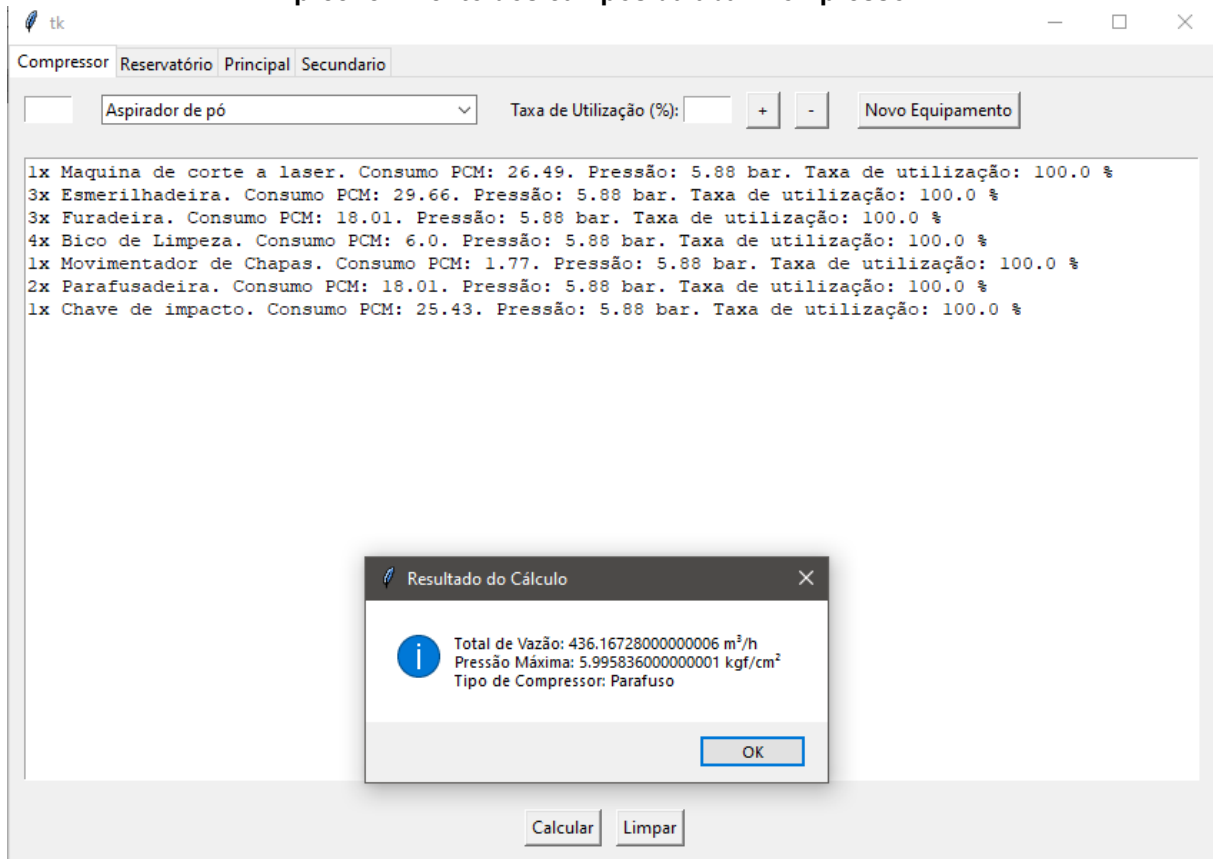 tk
Compressor Reservatório Principal Secundario
Aspirador de pó Taxa de Utilização (%): + - Novo Equipamento
1x Maquina de corte a laser. Consumo PCM: 26.49. Pressão: 5.88 bar. Taxa de utilização: 100.0 %
3x Esmerilhadeira. Consumo PCM: 29.66. Pressão: 5.88 bar. Taxa de utilização: 100.0 %
3x Furadeira. Consumo PCM: 18.01. Pressão: 5.88 bar. Taxa de utilização: 100.0 %
4x Bico de Limpeza. Consumo PCM: 6.0. Pressão: 5.88 bar. Taxa de utilização: 100.0 %
1x Movimentador de Chapas. Consumo PCM: 1.77. Pressão: 5.88 bar. Taxa de utilização: 100.0 %
2x Parafusadeira. Consumo PCM: 18.01. Pressão: 5.88 bar. Taxa de utilização: 100.0 %
1x Chave de impacto. Consumo PCM: 25.43. Pressão: 5.88 bar. Taxa de utilização: 100.0 %
Resultado do Cálculo
Total de Vazão: 436.16728000000006 m³/h
Pressão Máxima: 5.995836000000001 kgf/cm²
Tipo de Compressor: Parafuso
OK
Calcular Limpar